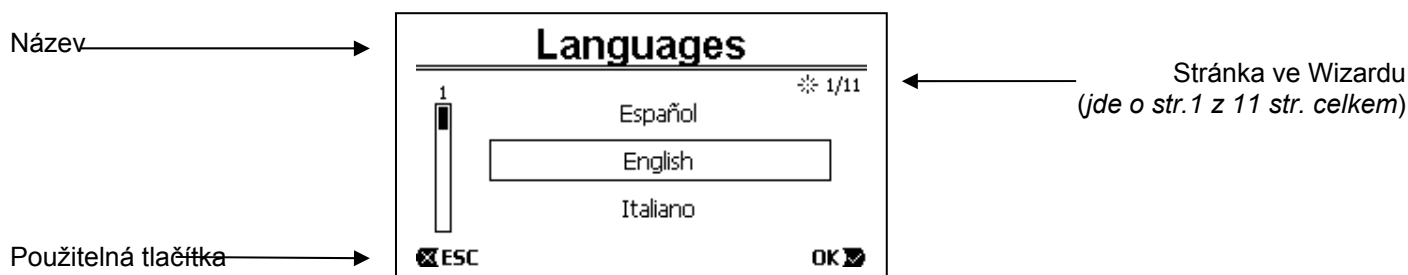 Název
Languages
Stránka ve Wizardu
(jde o str.1 z 11 str. celkem)
1/11
1
Español
English
Italiano
Použitelná tlačítka
ESC
OK